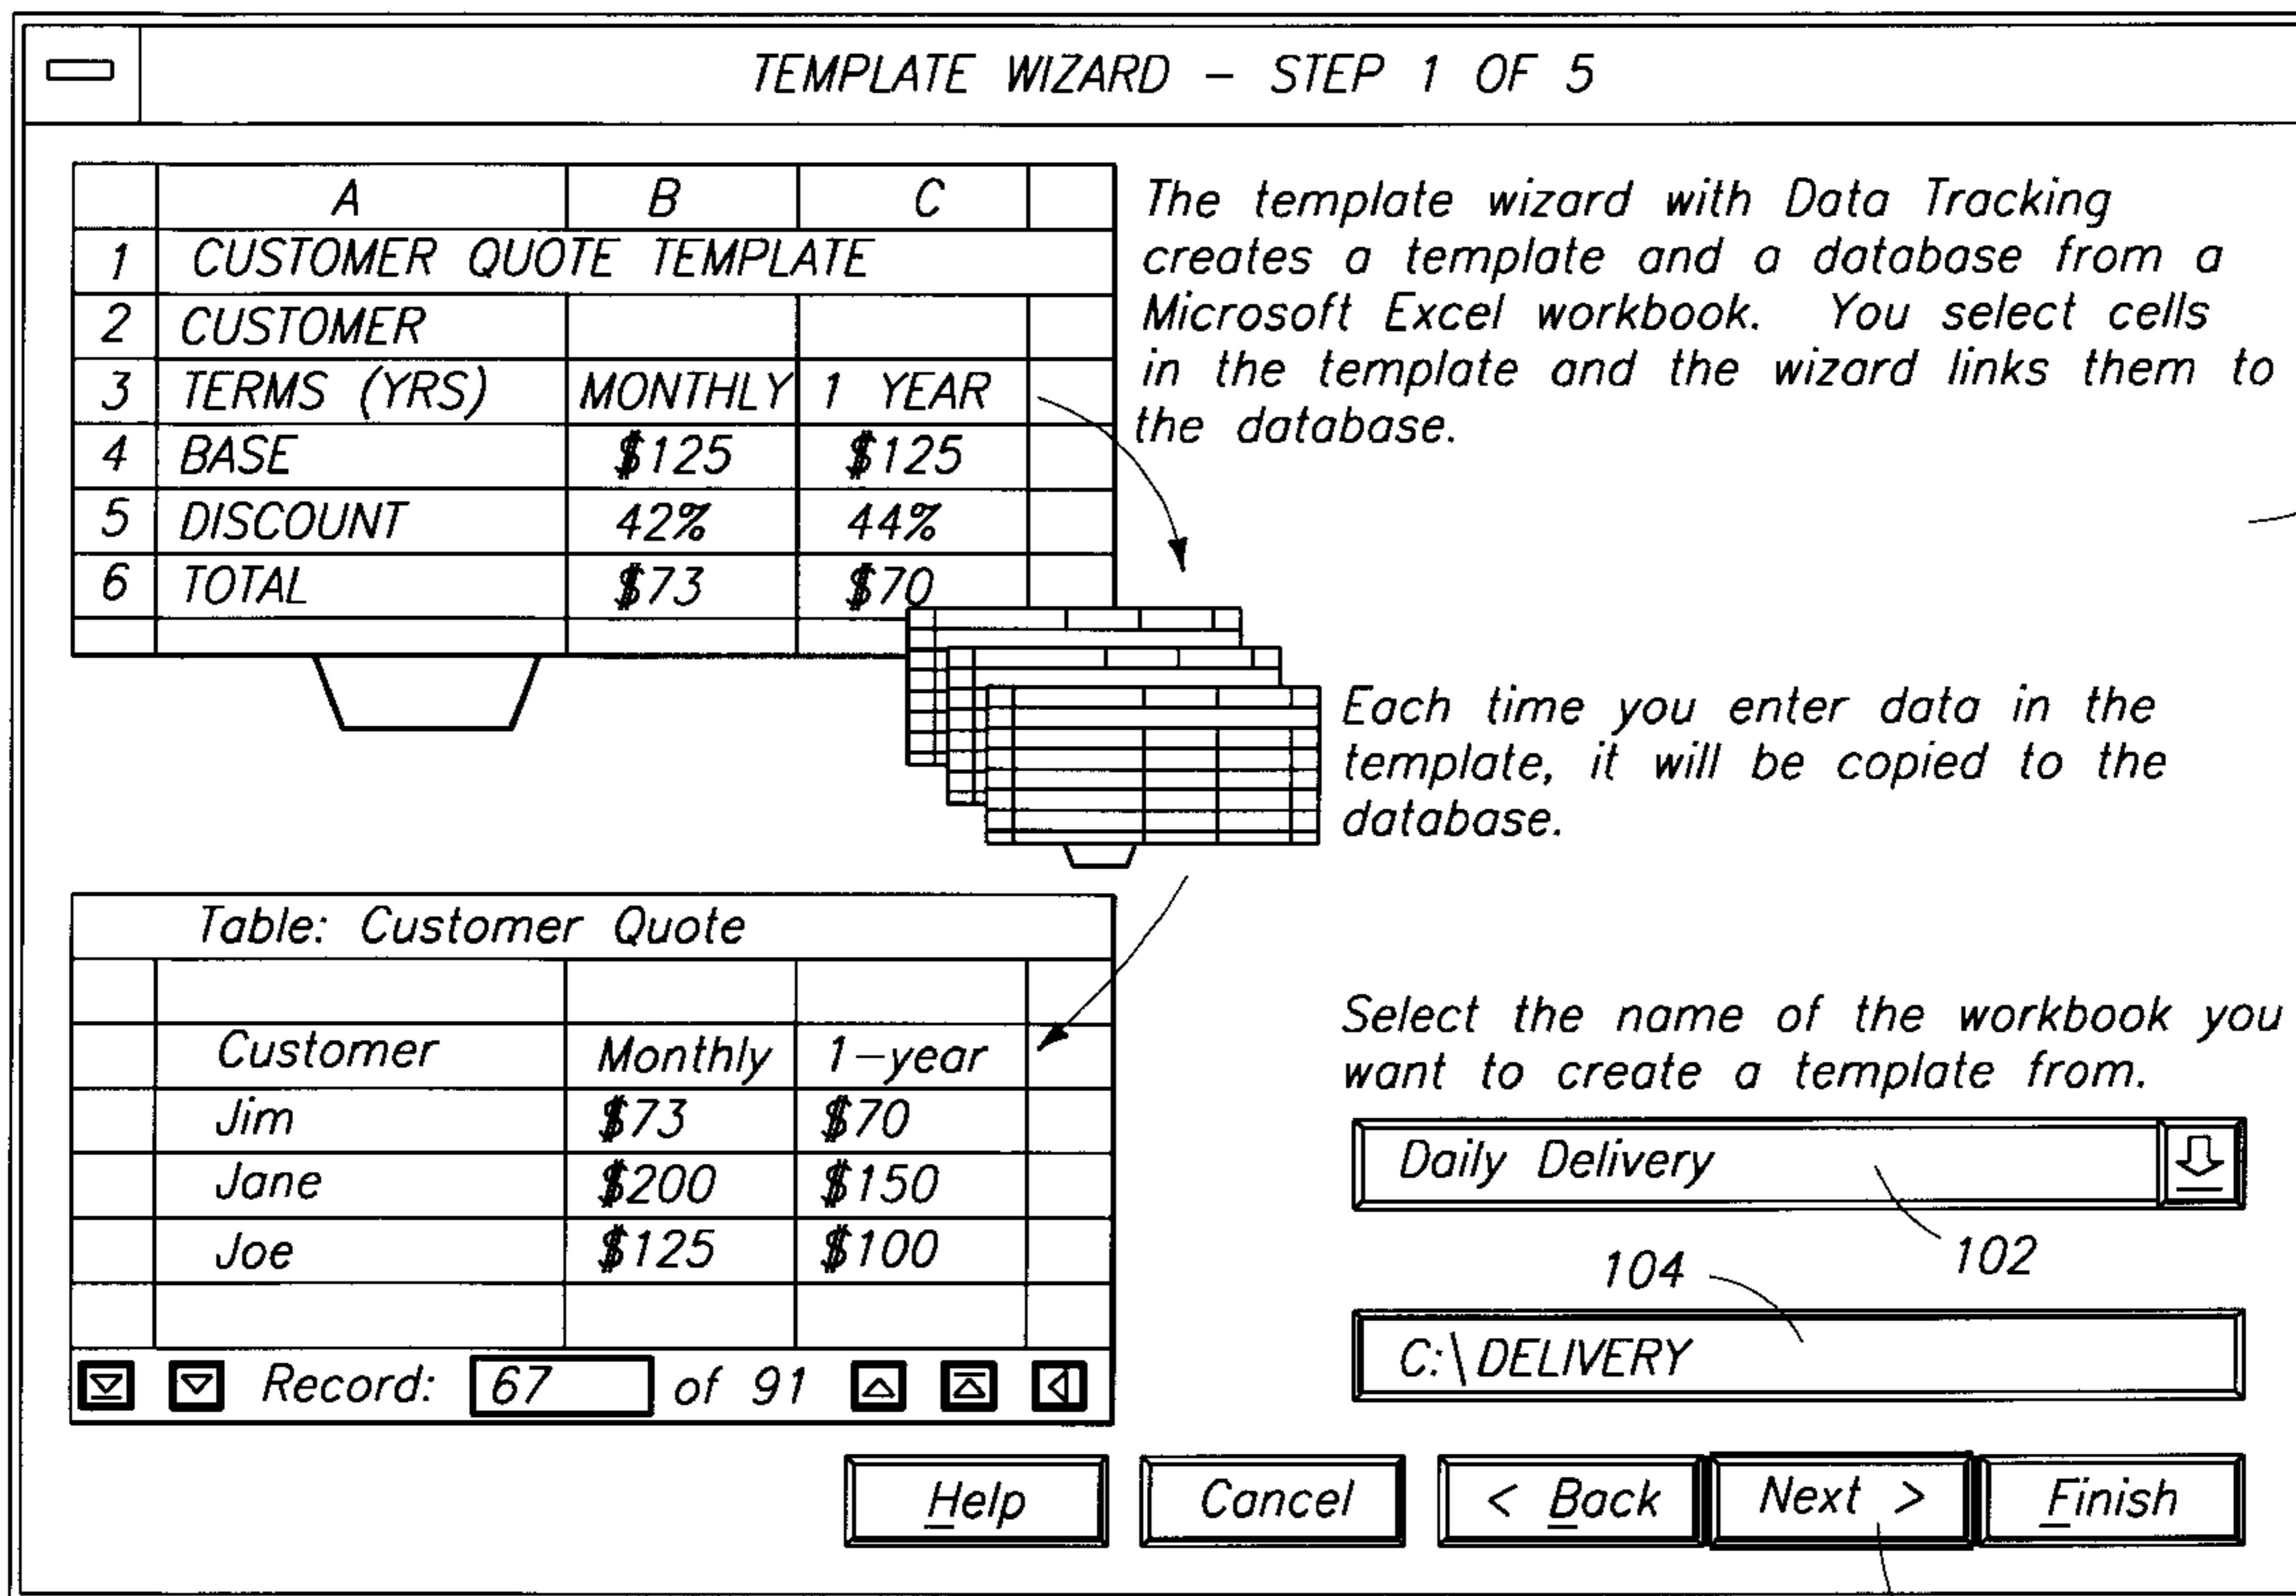 TEMPLATE WIZARD – STEP 1 OF 5
A B C
1 CUSTOMER QUOTE TEMPLATE
2 CUSTOMER
3 TERMS (YRS) MONTHLY 1 YEAR
4 BASE $125 $125
5 DISCOUNT 42% 44%
6 TOTAL $73 $70
The template wizard with Data Tracking
creates a template and a database from a
Microsoft Excel workbook. You select cells
in the template and the wizard links them to
the database.
Each time you enter data in the
template, it will be copied to the
database.
Table: Customer Quote
Customer Monthly 1–year
Jim $73 $70
Jane $200 $150
Joe $125 $100
Record: 67 of 91
Select the name of the workbook you
want to create a template from.
Daily Delivery
102
104
C:\DELIVERY
Help Cancel < Back Next > Finish